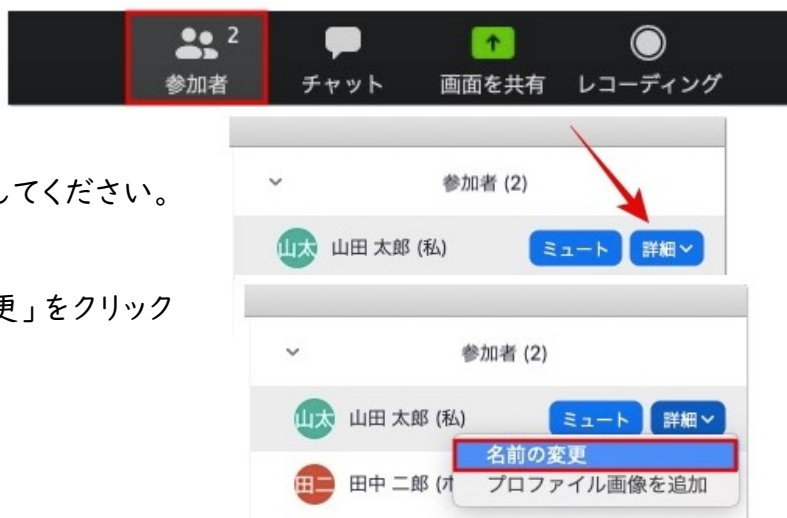 2
参加者 チャット 画面を共有 レコーディング
参加者 (2)
してください。
山太 山田 太郎 (私) ミュート 詳細
更」をクリック
参加者 (2)
山太 山田 太郎 (私) ミュート 詳細
名前の変更
田二 田中 二郎 プロファイル画像を追加